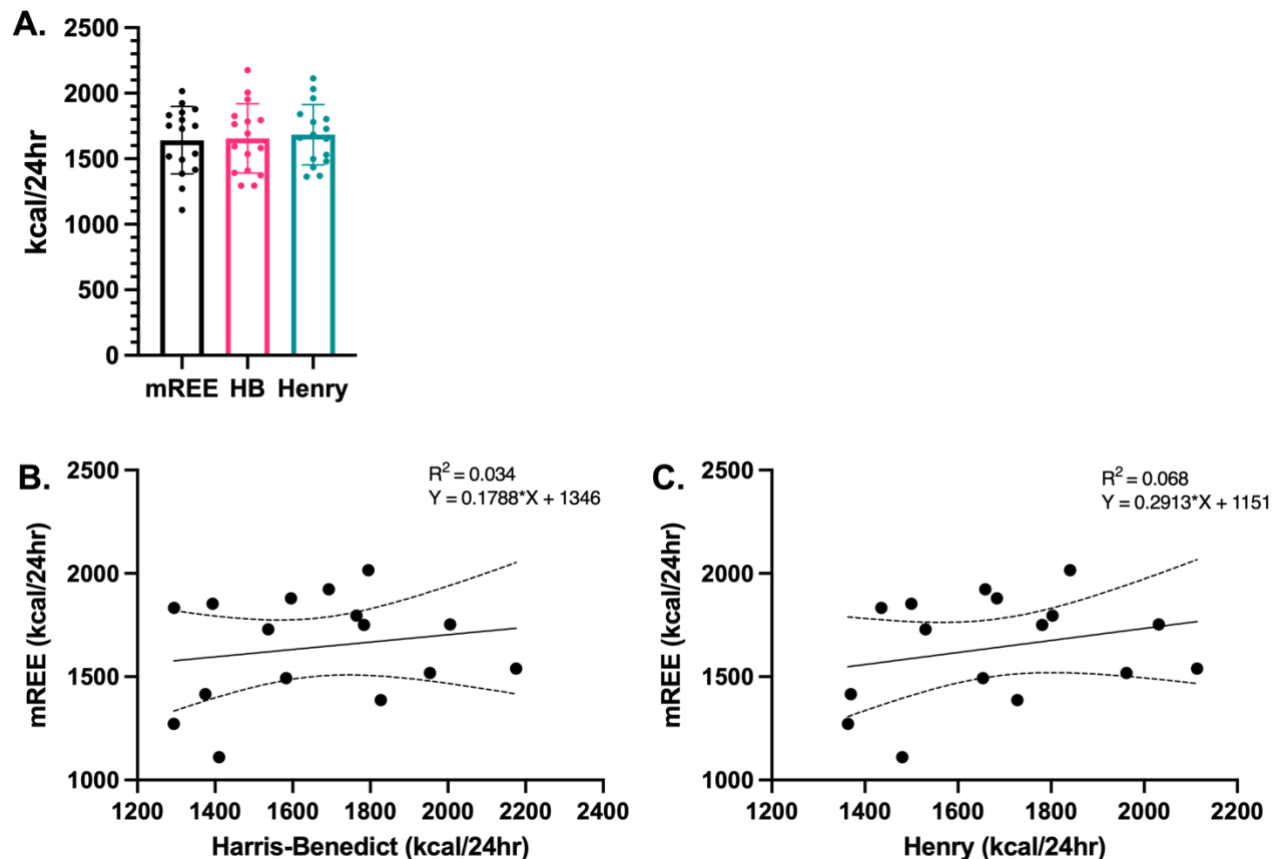 A.
kcal/24hr
2500
2000
1500
1000
500
0
mREE HB Henry
B.
mREE (kcal/24hr)
2500
2000
1500
1000
R² = 0.034
Y = 0.1788*X + 1346
1200 1400 1600 1800 2000 2200 2400
Harris-Benedict (kcal/24hr)
C.
mREE (kcal/24hr)
2500
2000
1500
1000
R² = 0.068
Y = 0.2913*X + 1151
1200 1400 1600 1800 2000 2200
Henry (kcal/24hr)